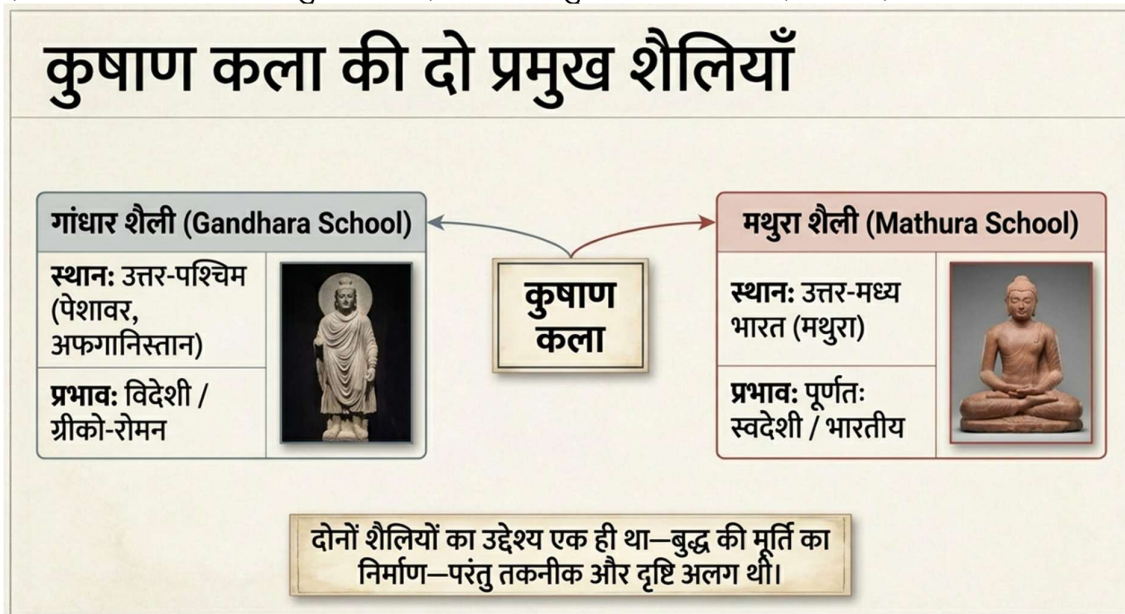 कुषाण कला की दो प्रमुख शैलियाँ
गांधार शैली (Gandhara School)
स्थान: उत्तर-पश्चिम
(पेशावर,
अफगानिस्तान)
प्रभाव: विदेशी /
ग्रीको-रोमन
कुषाण
कला
मथुरा शैली (Mathura School)
स्थान: उत्तर-मध्य
भारत (मथुरा)
प्रभाव: पूर्णतः
स्वदेशी / भारतीय
दोनों शैलियों का उद्देश्य एक ही था—बुद्ध की मूर्ति का
निर्माण—परंतु तकनीक और दृष्टि अलग थी।